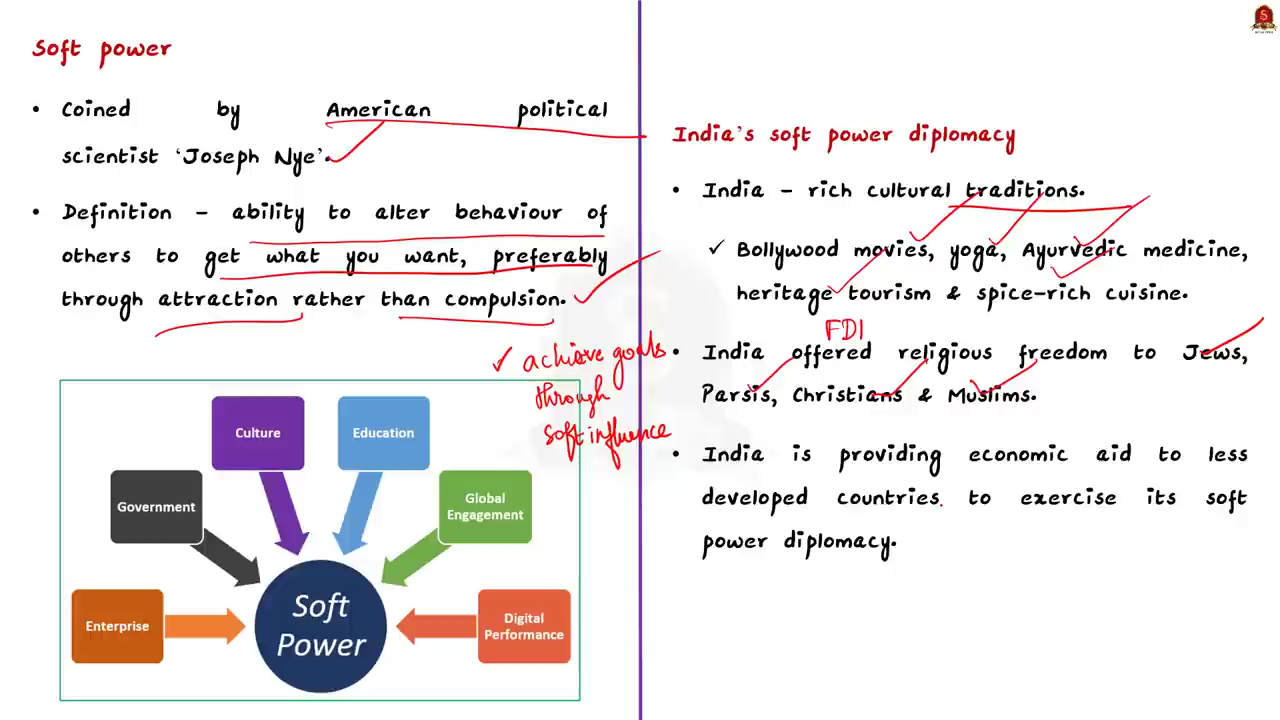 Soft power
• Coined by American political
scientist ‘Joseph Nye’.
• Definition - ability to alter behaviour of
others to get what you want, preferably
through attraction rather than compulsion.
✓ achieve goals
through
soft influence
Culture
Education
Government
Global
Engagement
Enterprise
Digital
Performance
Soft
Power
India's soft power diplomacy
• India - rich cultural traditions.
✓ Bollywood movies, yoga, Ayurvedic medicine,
heritage tourism & spice-rich cuisine.
FDI
• India offered religious freedom to Jews,
Parsis, Christians & Muslims.
• India is providing economic aid to less
developed countries to exercise its soft
power diplomacy.